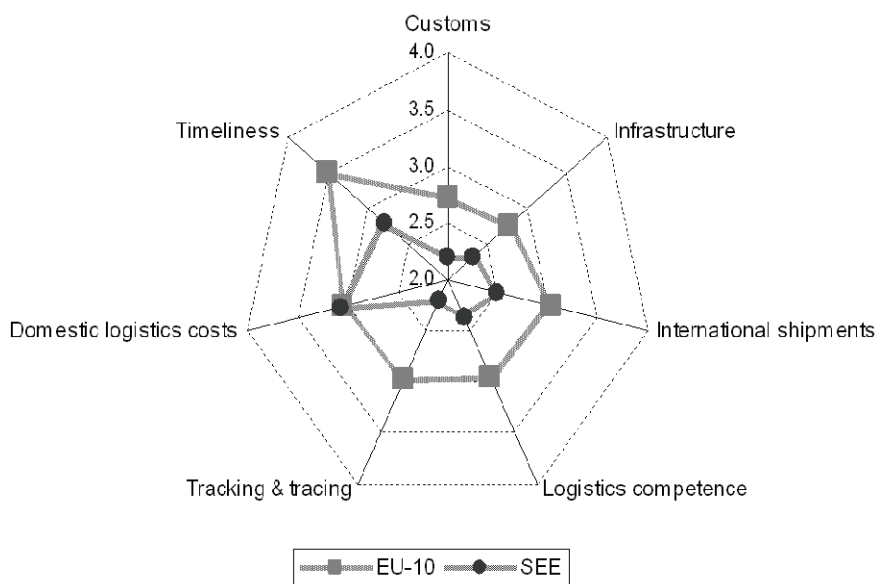 Customs
4.0
Timeliness
3.5
Infrastructure
3.0
2.5
2.0
Domestic logistics costs
International shipments
Tracking & tracing
Logistics competence
EU-10
SEE